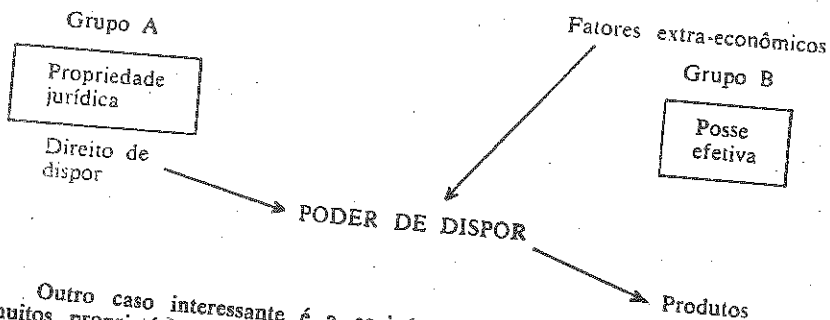 Grupo A
Propriedade
jurídica
Direito de
dispor
Fatores extra-econômicos
Grupo B
Posse
efetiva
PODER DE DISPOR
Produtos
Outro caso interessante é a
muitos